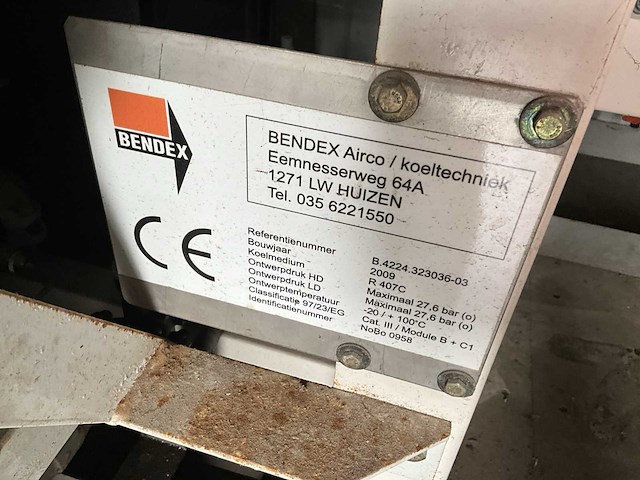 BENDEX
BENDEX Airco / koeltechniek
Eemnesserweg 64A
1271 LW HUIZEN
Tel. 035 6221550
CE
Referentienummer B.4224.323036-03
Bouwjaar 2009
Koelmedium R 407C
Ontwerpdruk HD Maximaal 27,6 bar (o)
Ontwerpdruk LD Maximaal 27,6 bar (o)
Ontwerptemperatuur -20 / + 100°C
Classificatie 97/23/EG Cat. III / Module B + C1
Identificatienummer NoBo 0958